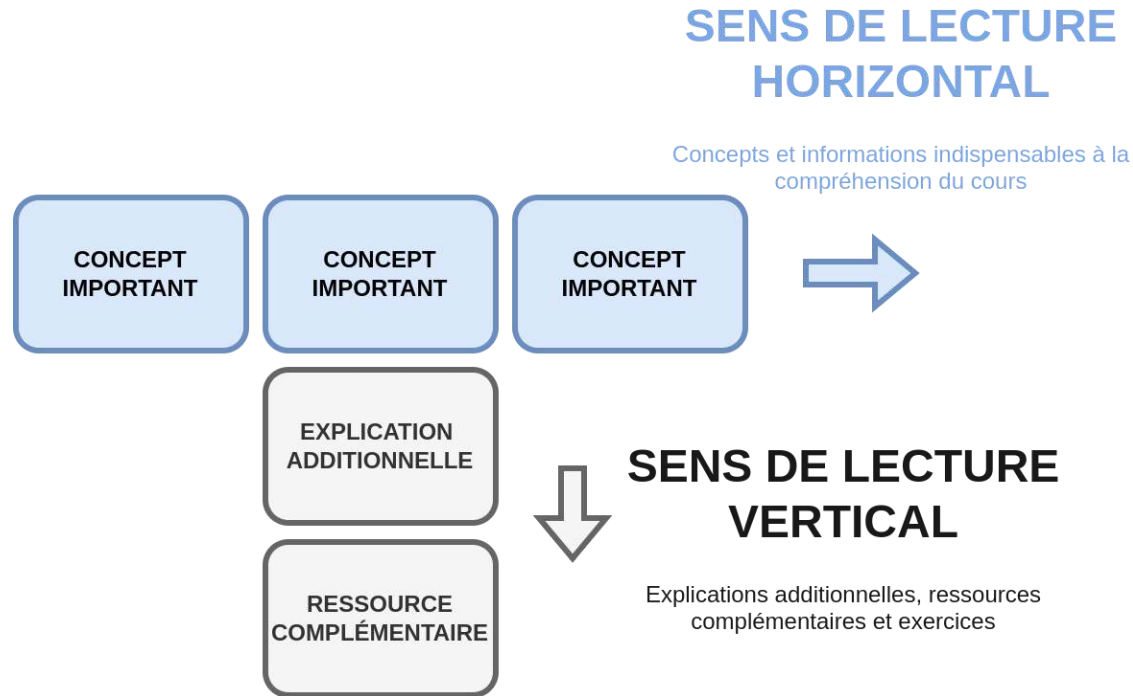 SENS DE LECTURE
HORIZONTAL
Concepts et informations indispensables à la
compréhension du cours
CONCEPT
IMPORTANT
CONCEPT
IMPORTANT
CONCEPT
IMPORTANT
EXPLICATION
ADDITIONNELLE
RESSOURCE
COMPLÉMENTAIRE
SENS DE LECTURE
VERTICAL
Explications additionnelles, ressources
complémentaires et exercices